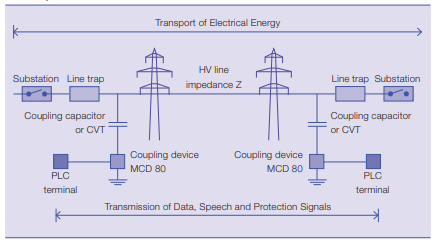 Transport of Electrical Energy
Substation Line trap
HV line
impedance Z
Line trap Substation
Coupling capacitor
or CVT
Coupling capacitor
or CVT
Coupling device
MCD 80
Coupling device
MCD 80
PLC
terminal
PLC
terminal
Transmission of Data, Speech and Protection Signals